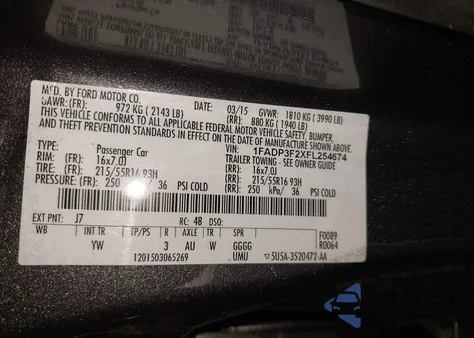 MFD. BY FORD MOTOR CO.
DATE: 03/15 GVWR: 1810 KG (3990 LB)
GAWR: (FR): 972 KG (2143 LB) (RR): 880 KG (1940 LB)
THIS VEHICLE CONFORMS TO ALL APPLICABLE FEDERAL MOTOR VEHICLE SAFETY, BUMPER,
AND THEFT PREVENTION STANDARDS IN EFFECT ON THE DATE OF MANUFACTURE SHOWN ABOVE.
VIN: 1FADP3F2XFL254674
TYPE: Passenger Car TRAILER TOWING - SEE OWNER GUIDE
RIM: (FR): 16x7.0J (RR): 16x7.0J
TIRE: (FR): 215/55R16 93H (RR): 215/55R16 93H
PRESSURE: (FR): 250 kPa/ 36 PSI COLD (RR): 250 kPa/ 36 PSI COLD
EXT PNT: J7 RC: 48 DSO:
WB INT TR TP/PS R AXLE TR SPR F0089
YW 3 AU W GGGG R0064
1201503065269 UMU 5U5A-3520472-AA